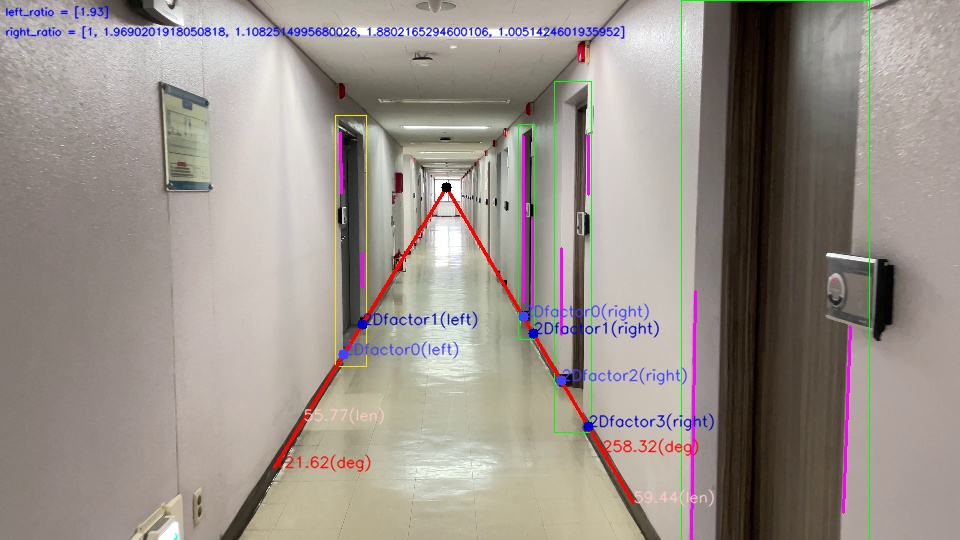 left_ratio = [1.93]
right_ratio = [1, 1.9690201918050818, 1.1082514995680026, 1.8802165294600106, 1.0051424601935952]
2Dfactor0(right)
2Dfactor1(left)
2Dfactor1(right)
2Dfactor0(left)
2Dfactor2(right)
55.77(len)
2Dfactor3(right)
258.32(deg)
21.62(deg)
59.44(len)